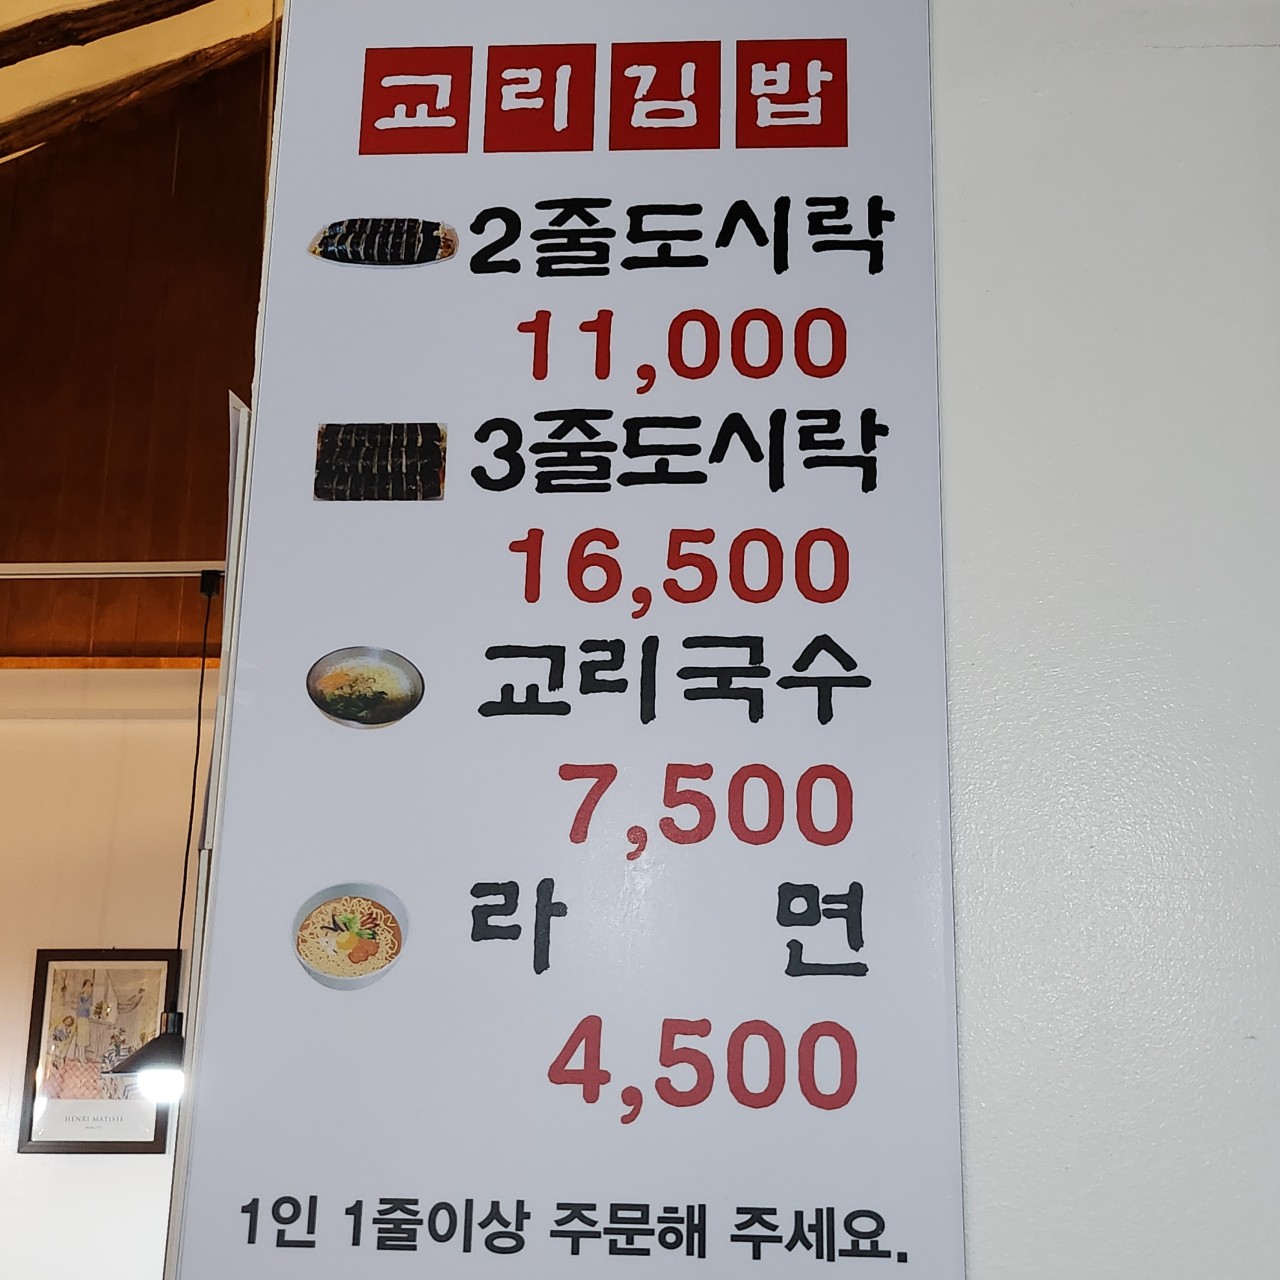 교리김밥
2줄도시락
11,000
3줄도시락
16,500
교리국수
7,500
라 면
4,500
1인 1줄이상 주문해 주세요.
HENRI MATISSE